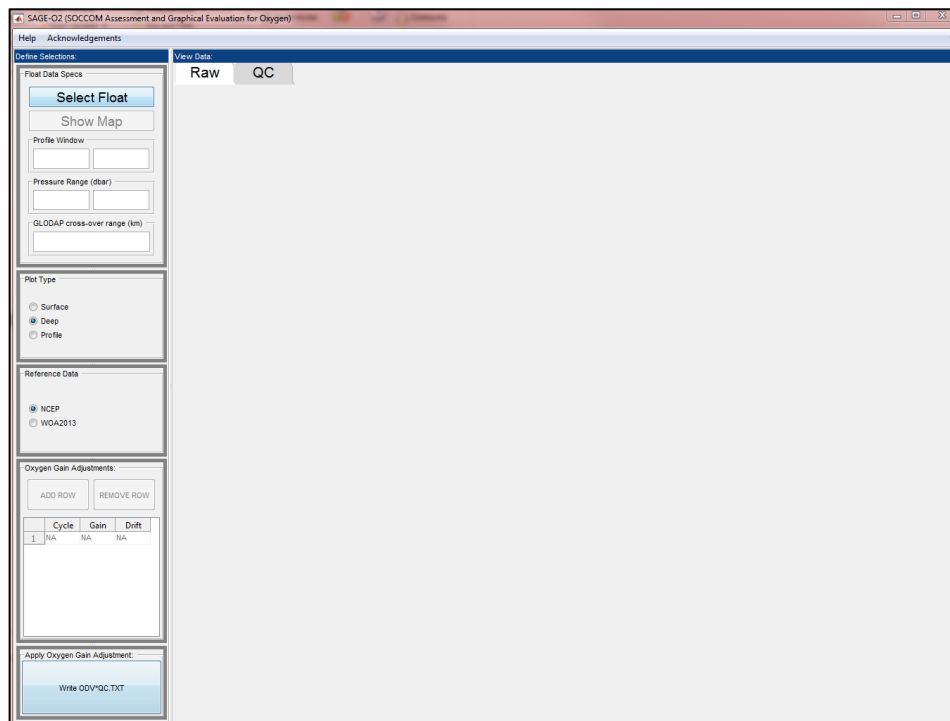 SAGE-O2 (SOCCOM Assessment and Graphical Evaluation for Oxygen)
Help Acknowledgements
Define Selections:
View Data:
Raw QC
Float Data Specs
Select Float
Show Map
Profile Window
Pressure Range (dbar)
GLODAP cross-over range (km)
Plot Type
Surface
Deep
Profile
Reference Data
NCEP
WOA2013
Oxygen Gain Adjustments:
ADD ROW REMOVE ROW
Cycle Gain Drift
1 NA NA NA
Apply Oxygen Gain Adjustment:
Write ODV*QC.TXT